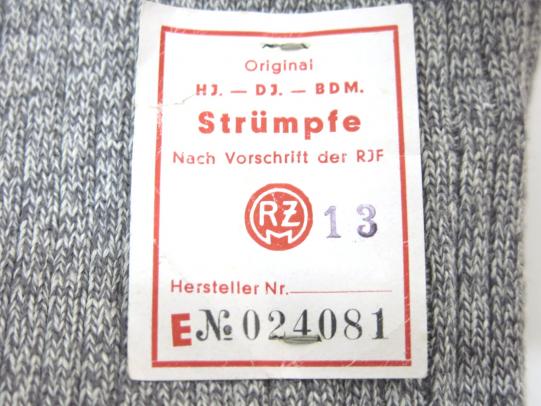 Original
HJ. – DJ. – BDM.
Strümpfe
Nach Vorschrift der RJF
RZM 13
Hersteller Nr.
E № 024081